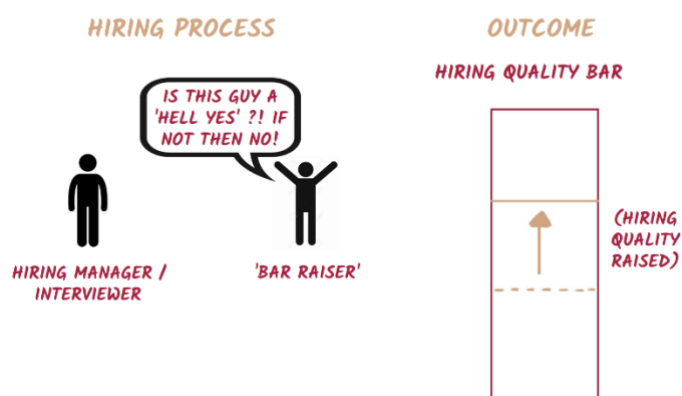 HIRING PROCESS
IS THIS GUY A
'HELL YES' ?! IF
NOT THEN NO!
HIRING MANAGER /
INTERVIEWER
'BAR RAISER'
OUTCOME
HIRING QUALITY BAR
(HIRING
QUALITY
RAISED)